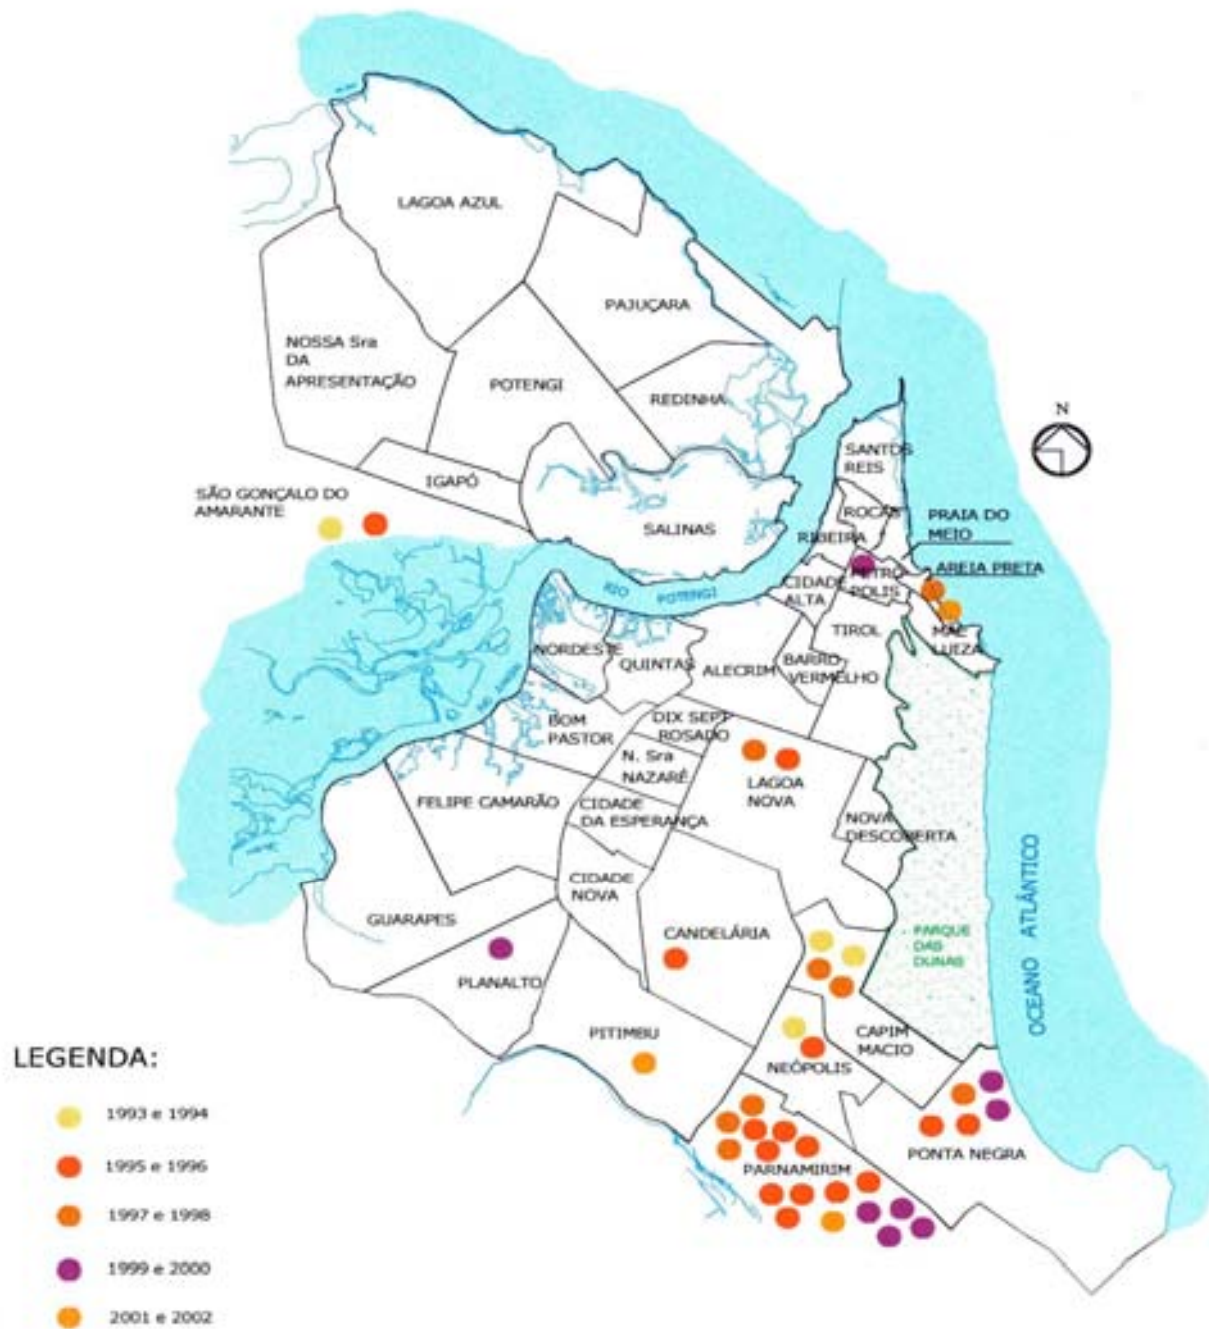 LAGOA AZUL
PAJUÇARA
NOSSA Sra
DA
APRESENTAÇÃO
POTENGI
REDINHA
N
SANTOS
REIS
IGAPÓ
SÃO GONÇALO DO
AMARANTE
SALINAS
ROCAS
PRAIA DO
MEIO
RIBEIRA
AREIA PRETA
PETRO
POLIS
CIDADE
ALTA
RIO POTENGI
TIROL
MAE
LUIZA
NORDESTE
QUINTAS
ALECRIM
BARRO
VERMELHO
BOM
PASTOR
DIX SEPT
ROSADO
N. Sra
NAZARÉ
LAGOA
NOVA
FELIPE CAMARÃO
CIDADE
DA ESPERANÇA
NOVA
DESCOBERTA
CIDADE
NOVA
GUARAPES
CANDELÁRIA
- PARQUE
DAS
DUNAS
OCEANO ATLÂNTICO
PLANALTO
PITIMBU
CAPIM
MACIO
NEÓPOLIS
PONTA NEGRA
PARNAMIRIM
LEGENDA:
1993 e 1994
1995 e 1996
1997 e 1998
1999 e 2000
2001 e 2002